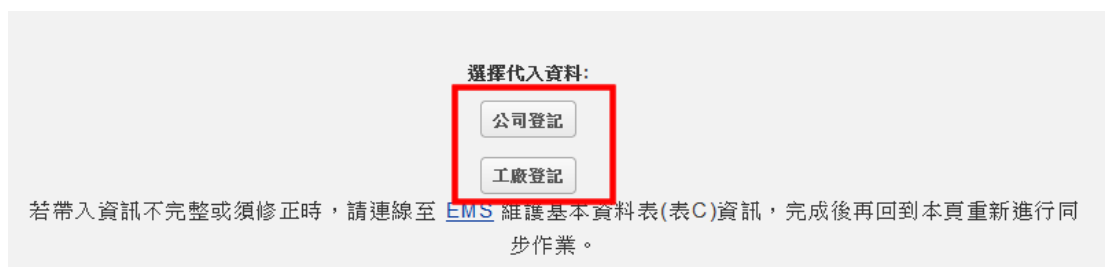 選擇代入資料:
公司登記
工廠登記
若帶入資訊不完整或須修正時，請連線至 EMS 維護基本資料表(表C)資訊，完成後再回到本頁重新進行同
步作業。